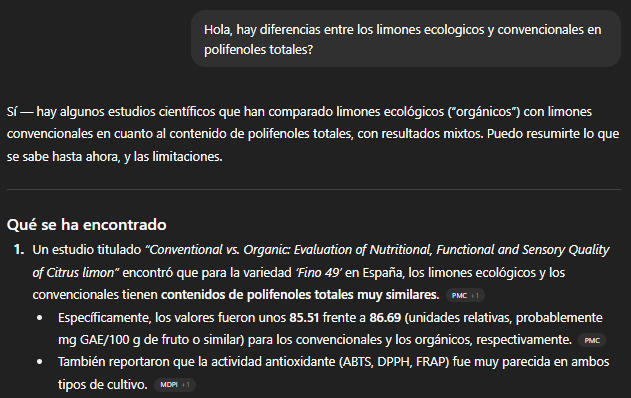 Hola, hay diferencias entre los limones ecologicos y convencionales en
polifenoles totales?
Sí — hay algunos estudios científicos que han comparado limones ecológicos (“orgánicos”) con limones
convencionales en cuanto al contenido de polifenoles totales, con resultados mixtos. Puedo resumirte lo que
se sabe hasta ahora, y las limitaciones.
Qué se ha encontrado
1. Un estudio titulado “Conventional vs. Organic: Evaluation of Nutritional, Functional and Sensory Quality
of Citrus limon” encontró que para la variedad ‘Fino 49’ en España, los limones ecológicos y los
convencionales tienen contenidos de polifenoles totales muy similares. PMC +1
• Específicamente, los valores fueron unos 85.51 frente a 86.69 (unidades relativas, probablemente
mg GAE/100 g de fruto o similar) para los convencionales y los orgánicos, respectivamente. PMC
• También reportaron que la actividad antioxidante (ABTS, DPPH, FRAP) fue muy parecida en ambos
tipos de cultivo. MDPI +1